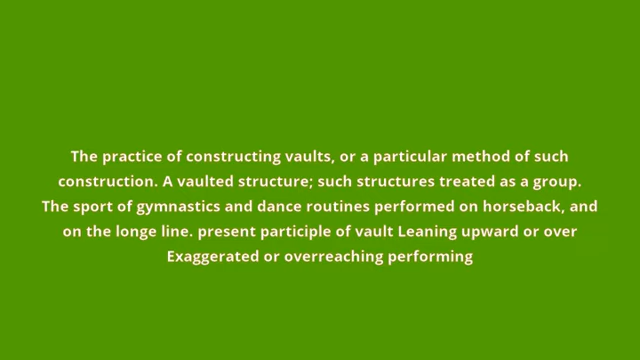 The practice of constructing vaults, or a particular method of such
construction. A vaulted structure; such structures treated as a group.
The sport of gymnastics and dance routines performed on horseback, and
on the longe line. present participle of vault Leaning upward or over
Exaggerated or overreaching performing